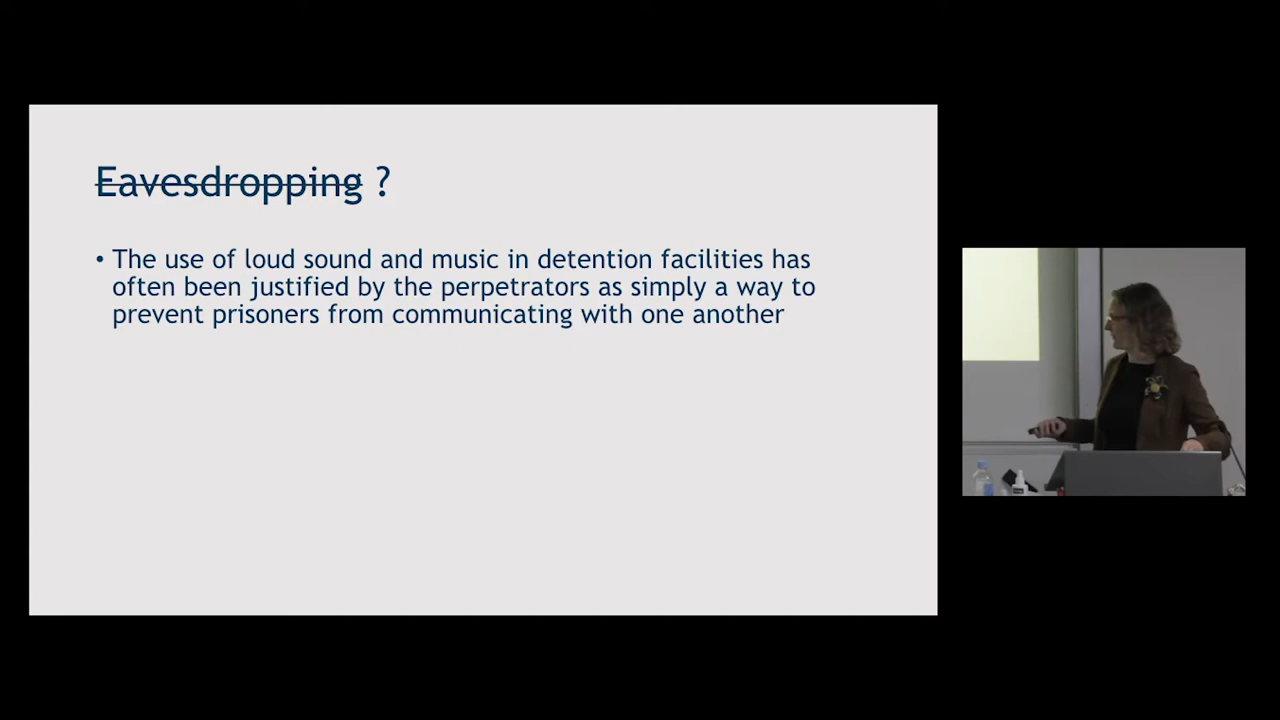 Eavesdropping ?
• The use of loud sound and music in detention facilities has
often been justified by the perpetrators as simply a way to
prevent prisoners from communicating with one another